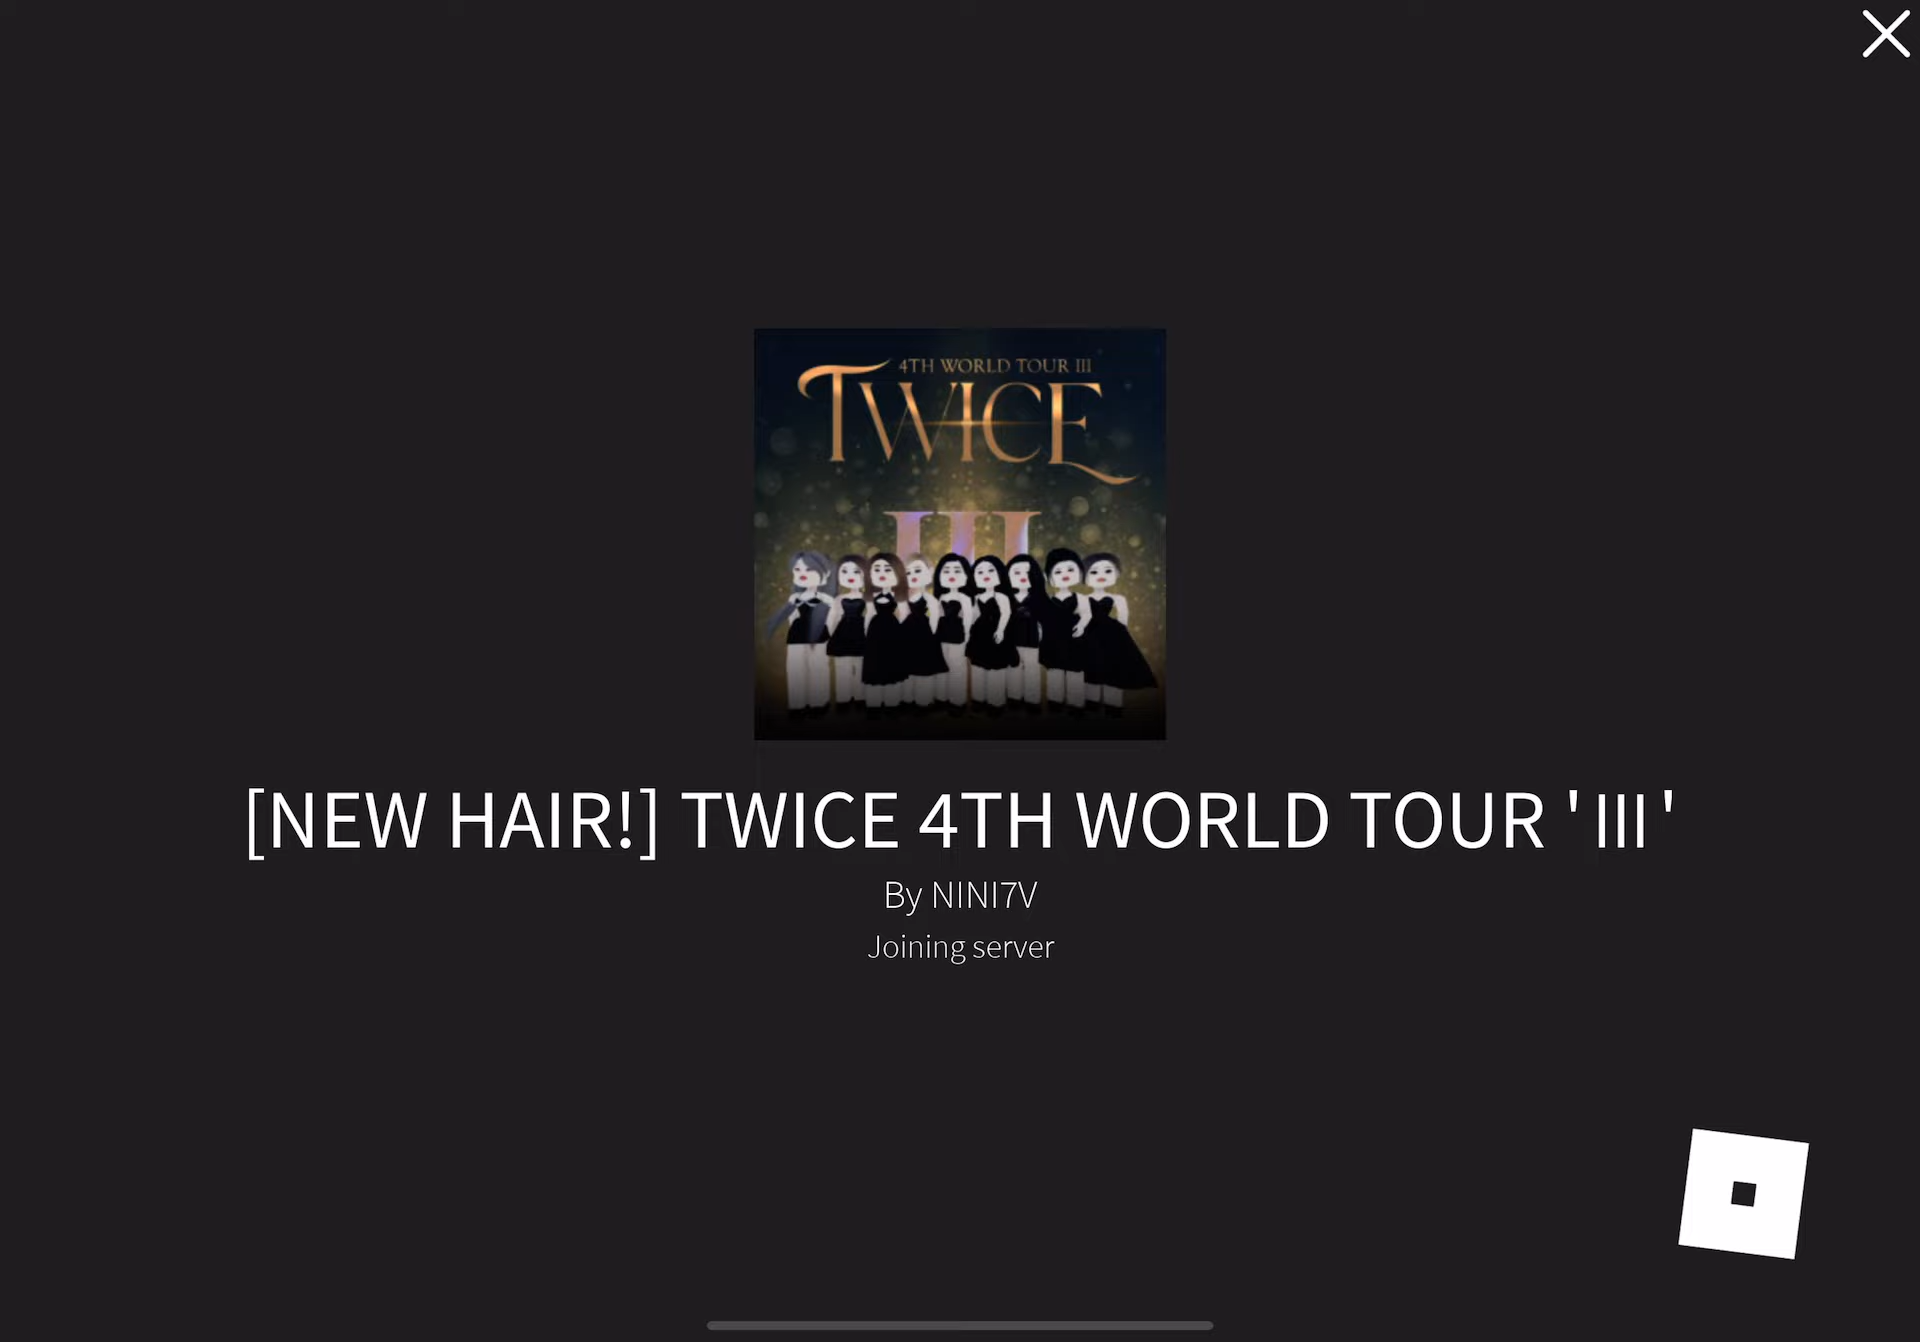 4TH WORLD TOUR III
TWICE
III
[NEW HAIR!] TWICE 4TH WORLD TOUR 'III'
By NINI7V
Joining server